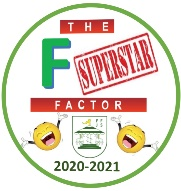 THE
F
SUPERSTAR
FACTOR
2020-2021